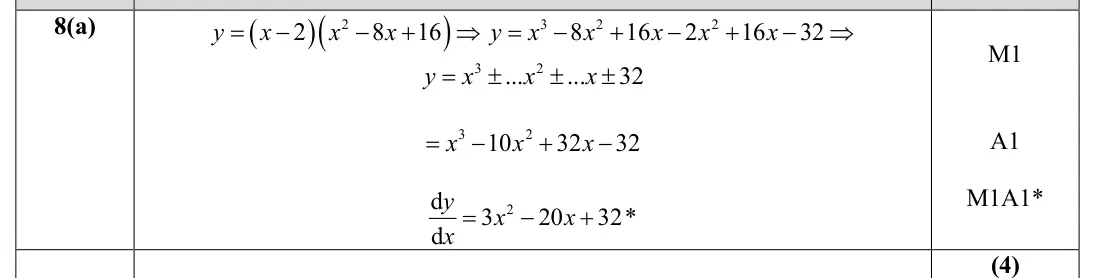 8(a)
y = (x − 2)(x² − 8x + 16) ⇒ y = x³ − 8x² + 16x − 2x² + 16x − 32 ⇒
y = x³ ± ...x² ± ...x ± 32
M1
= x³ − 10x² + 32x − 32
A1
dy/dx = 3x² − 20x + 32 *
M1A1*
(4)